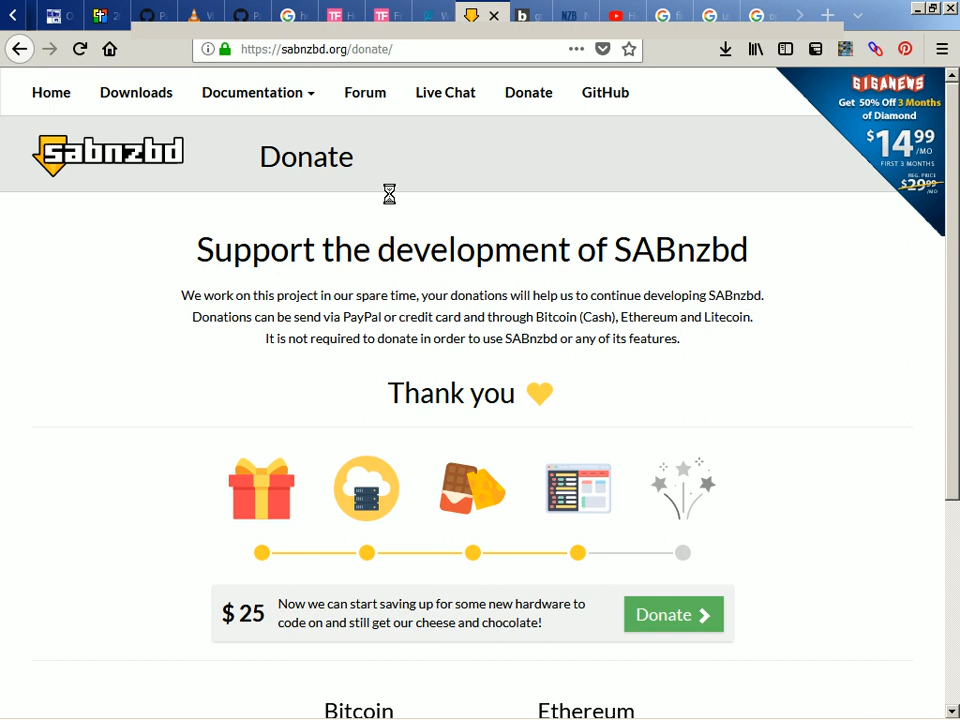 https://sabnzbd.org/donate/
Home Downloads Documentation Forum Live Chat Donate GitHub
GIGANEWS
Get 50% Off 3 Months
of Diamond
$14.99
/MO
FIRST 3 MONTHS
REG. PRICE
$29.99
/MO
sabnzbd
Donate
Support the development of SABnzbd
We work on this project in our spare time, your donations will help us to continue developing SABnzbd.
Donations can be send via PayPal or credit card and through Bitcoin (Cash), Ethereum and Litecoin.
It is not required to donate in order to use SABnzbd or any of its features.
Thank you
$ 25
Now we can start saving up for some new hardware to
code on and still get our cheese and chocolate!
Donate
Bitcoin Ethereum